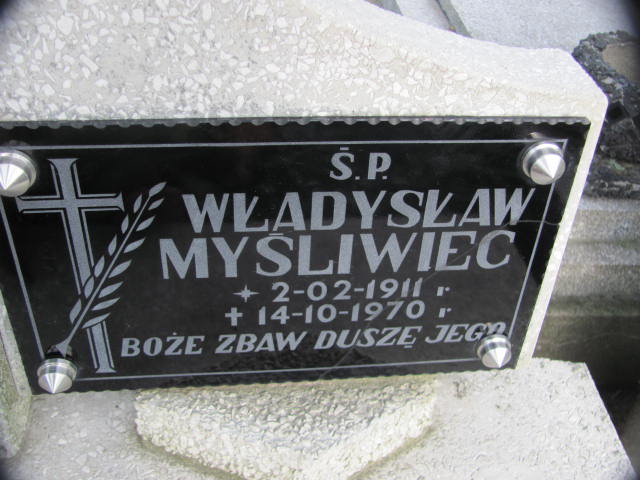 Ś.P.
WŁADYSŁAW
MYŚLIWIEC
2-02-1911 r.
14-10-1970 r.
BOŻE ZBAW DUSZĘ JEGO